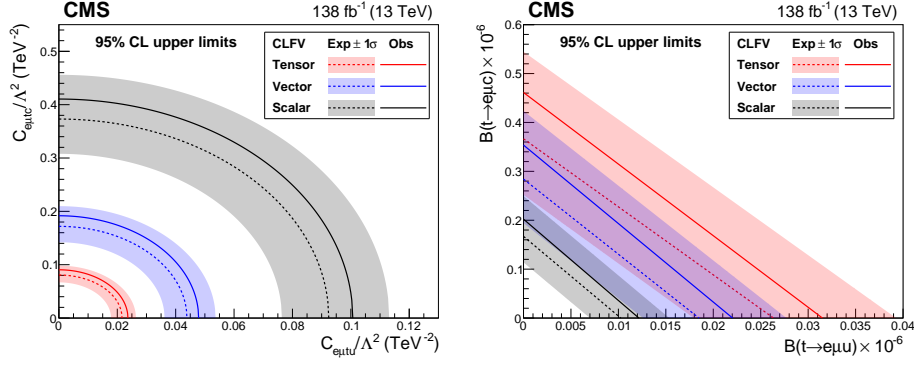 CMS 138 fb⁻¹ (13 TeV)
95% CL upper limits
CLFV Exp ± 1σ Obs
Tensor
Vector
Scalar
C_eμtc/Λ² (TeV⁻²)
0.5
0.4
0.3
0.2
0.1
0
0 0.02 0.04 0.06 0.08 0.1 0.12
C_eμtu/Λ² (TeV⁻²)
CMS 138 fb⁻¹ (13 TeV)
95% CL upper limits
CLFV Exp ± 1σ Obs
Tensor
Vector
Scalar
B(t→eμc) × 10⁻⁶
0.6
0.5
0.4
0.3
0.2
0.1
0
0 0.005 0.01 0.015 0.02 0.025 0.03 0.035 0.04
B(t→eμu) × 10⁻⁶